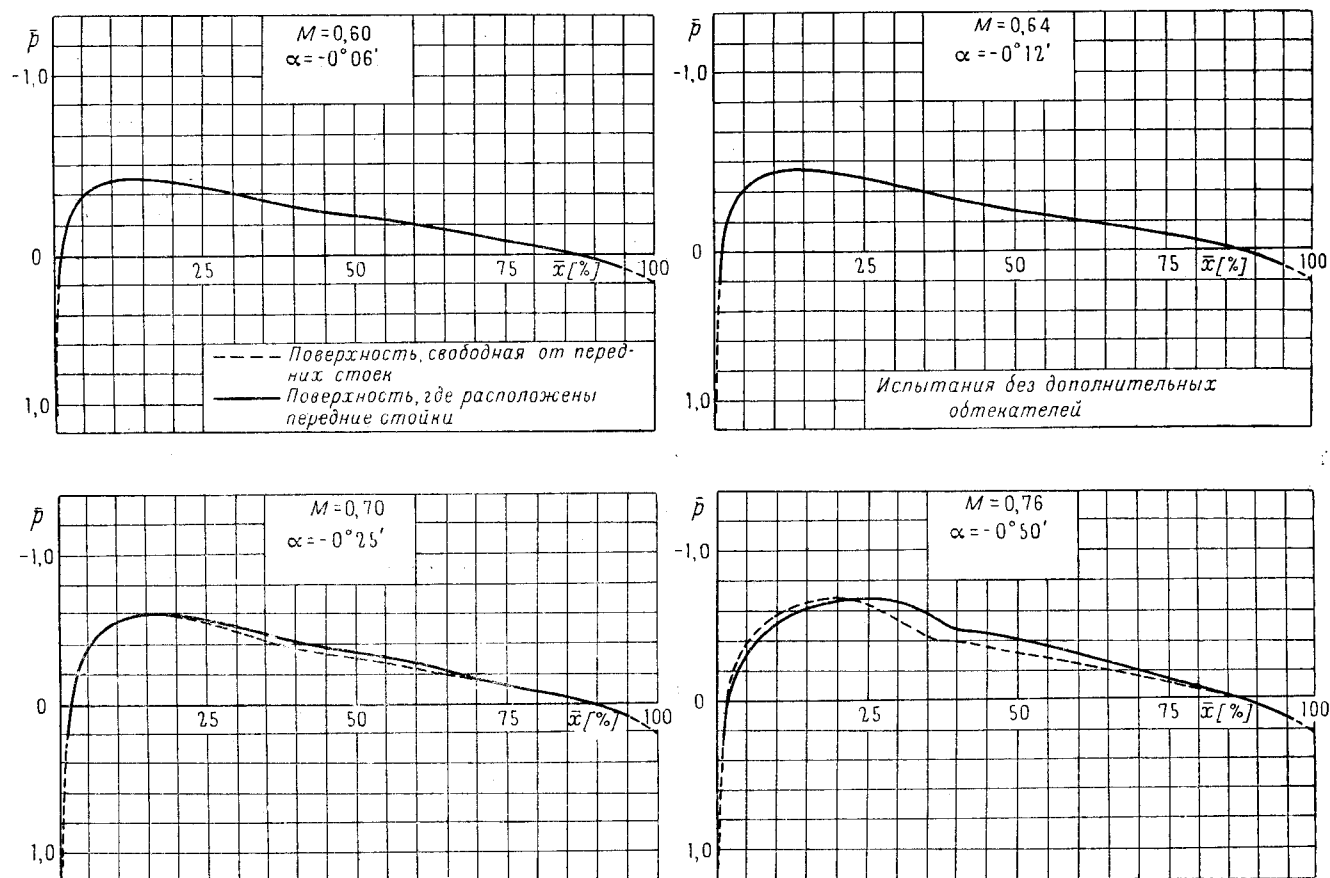 p̄
M = 0,60
α = -0°06'
-1,0
0
25
50
75
x̄[%]
100
--- Поверхность, свободная от перед-
них стоек
— Поверхность, где расположены
передние стойки
1,0
p̄
M = 0,64
α = -0°12'
-1,0
0
25
50
75
x̄[%]
100
Испытания без дополнительных
обтекателей
1,0
p̄
M = 0,70
α = -0°25'
-1,0
0
25
50
75
x̄[%]
100
1,0
p̄
M = 0,76
α = -0°50'
-1,0
0
25
50
75
x̄[%]
100
1,0